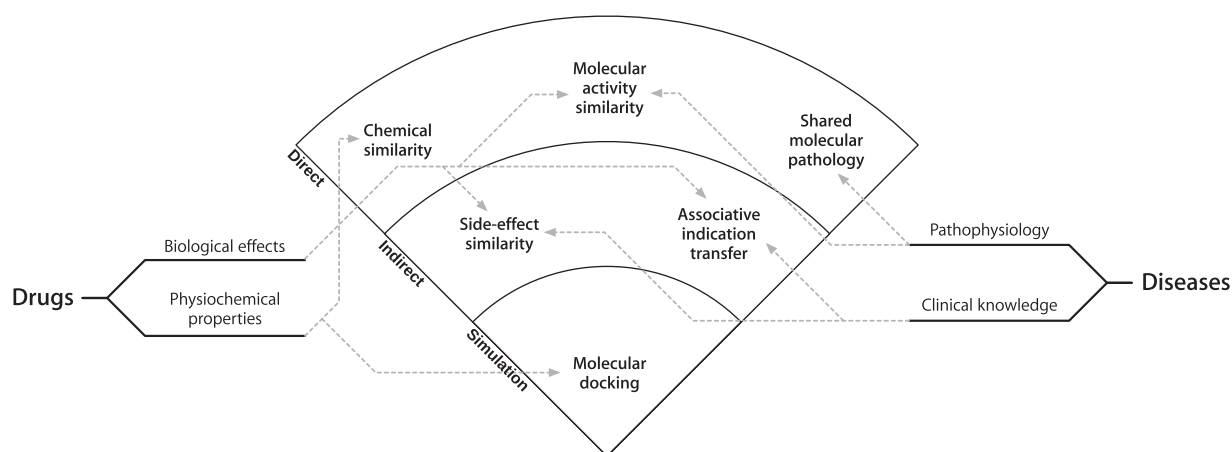 Molecular
activity
similarity
Chemical
similarity
Shared
molecular
pathology
Direct
Side-effect
similarity
Associative
indication
transfer
Indirect
Biological effects
Pathophysiology
Drugs
Physiochemical
properties
Clinical knowledge
Diseases
Simulation
Molecular
docking